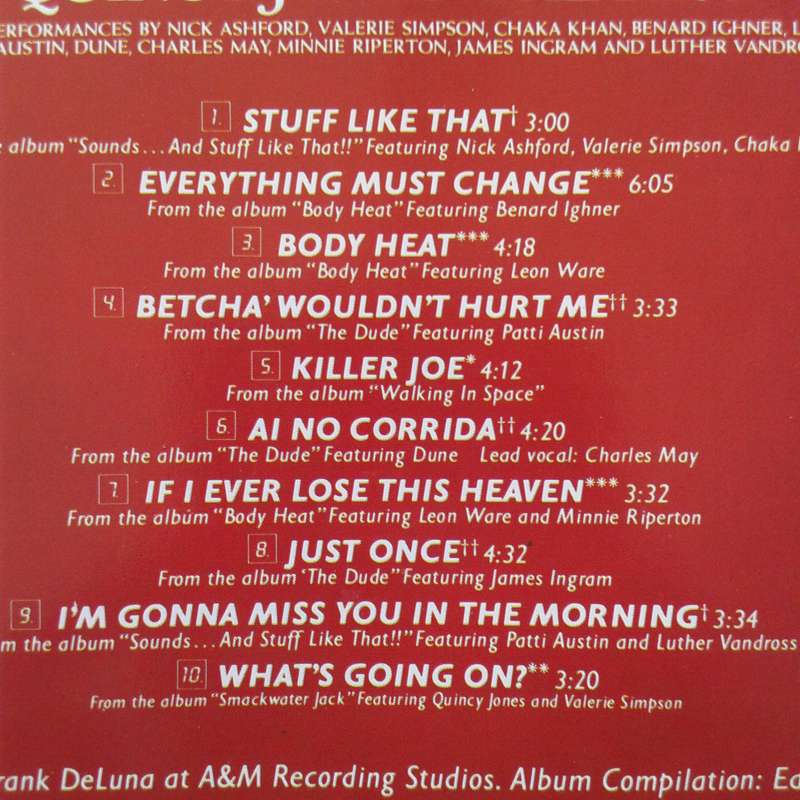 PERFORMANCES BY NICK ASHFORD, VALERIE SIMPSON, CHAKA KHAN, BENARD IGHNER, L
AUSTIN, DUNE, CHARLES MAY, MINNIE RIPERTON, JAMES INGRAM AND LUTHER VANDRO
1. STUFF LIKE THAT† 3:00
e album "Sounds...And Stuff Like That!!" Featuring Nick Ashford, Valerie Simpson, Chaka
2. EVERYTHING MUST CHANGE*** 6:05
From the album "Body Heat" Featuring Benard Ighner
3. BODY HEAT*** 4:18
From the album "Body Heat" Featuring Leon Ware
4. BETCHA' WOULDN'T HURT ME†† 3:33
From the album "The Dude" Featuring Patti Austin
5. KILLER JOE* 4:12
From the album "Walking In Space"
6. AI NO CORRIDA†† 4:20
From the album "The Dude" Featuring Dune Lead vocal: Charles May
7. IF I EVER LOSE THIS HEAVEN*** 3:32
From the album "Body Heat" Featuring Leon Ware and Minnie Riperton
8. JUST ONCE†† 4:32
From the album 'The Dude" Featuring James Ingram
9. I'M GONNA MISS YOU IN THE MORNING† 3:34
om the album "Sounds...And Stuff Like That!!" Featuring Patti Austin and Luther Vandross
10. WHAT'S GOING ON?** 3:20
From the album "Smackwater Jack" Featuring Quincy Jones and Valerie Simpson
rank DeLuna at A&M Recording Studios. Album Compilation: Ea